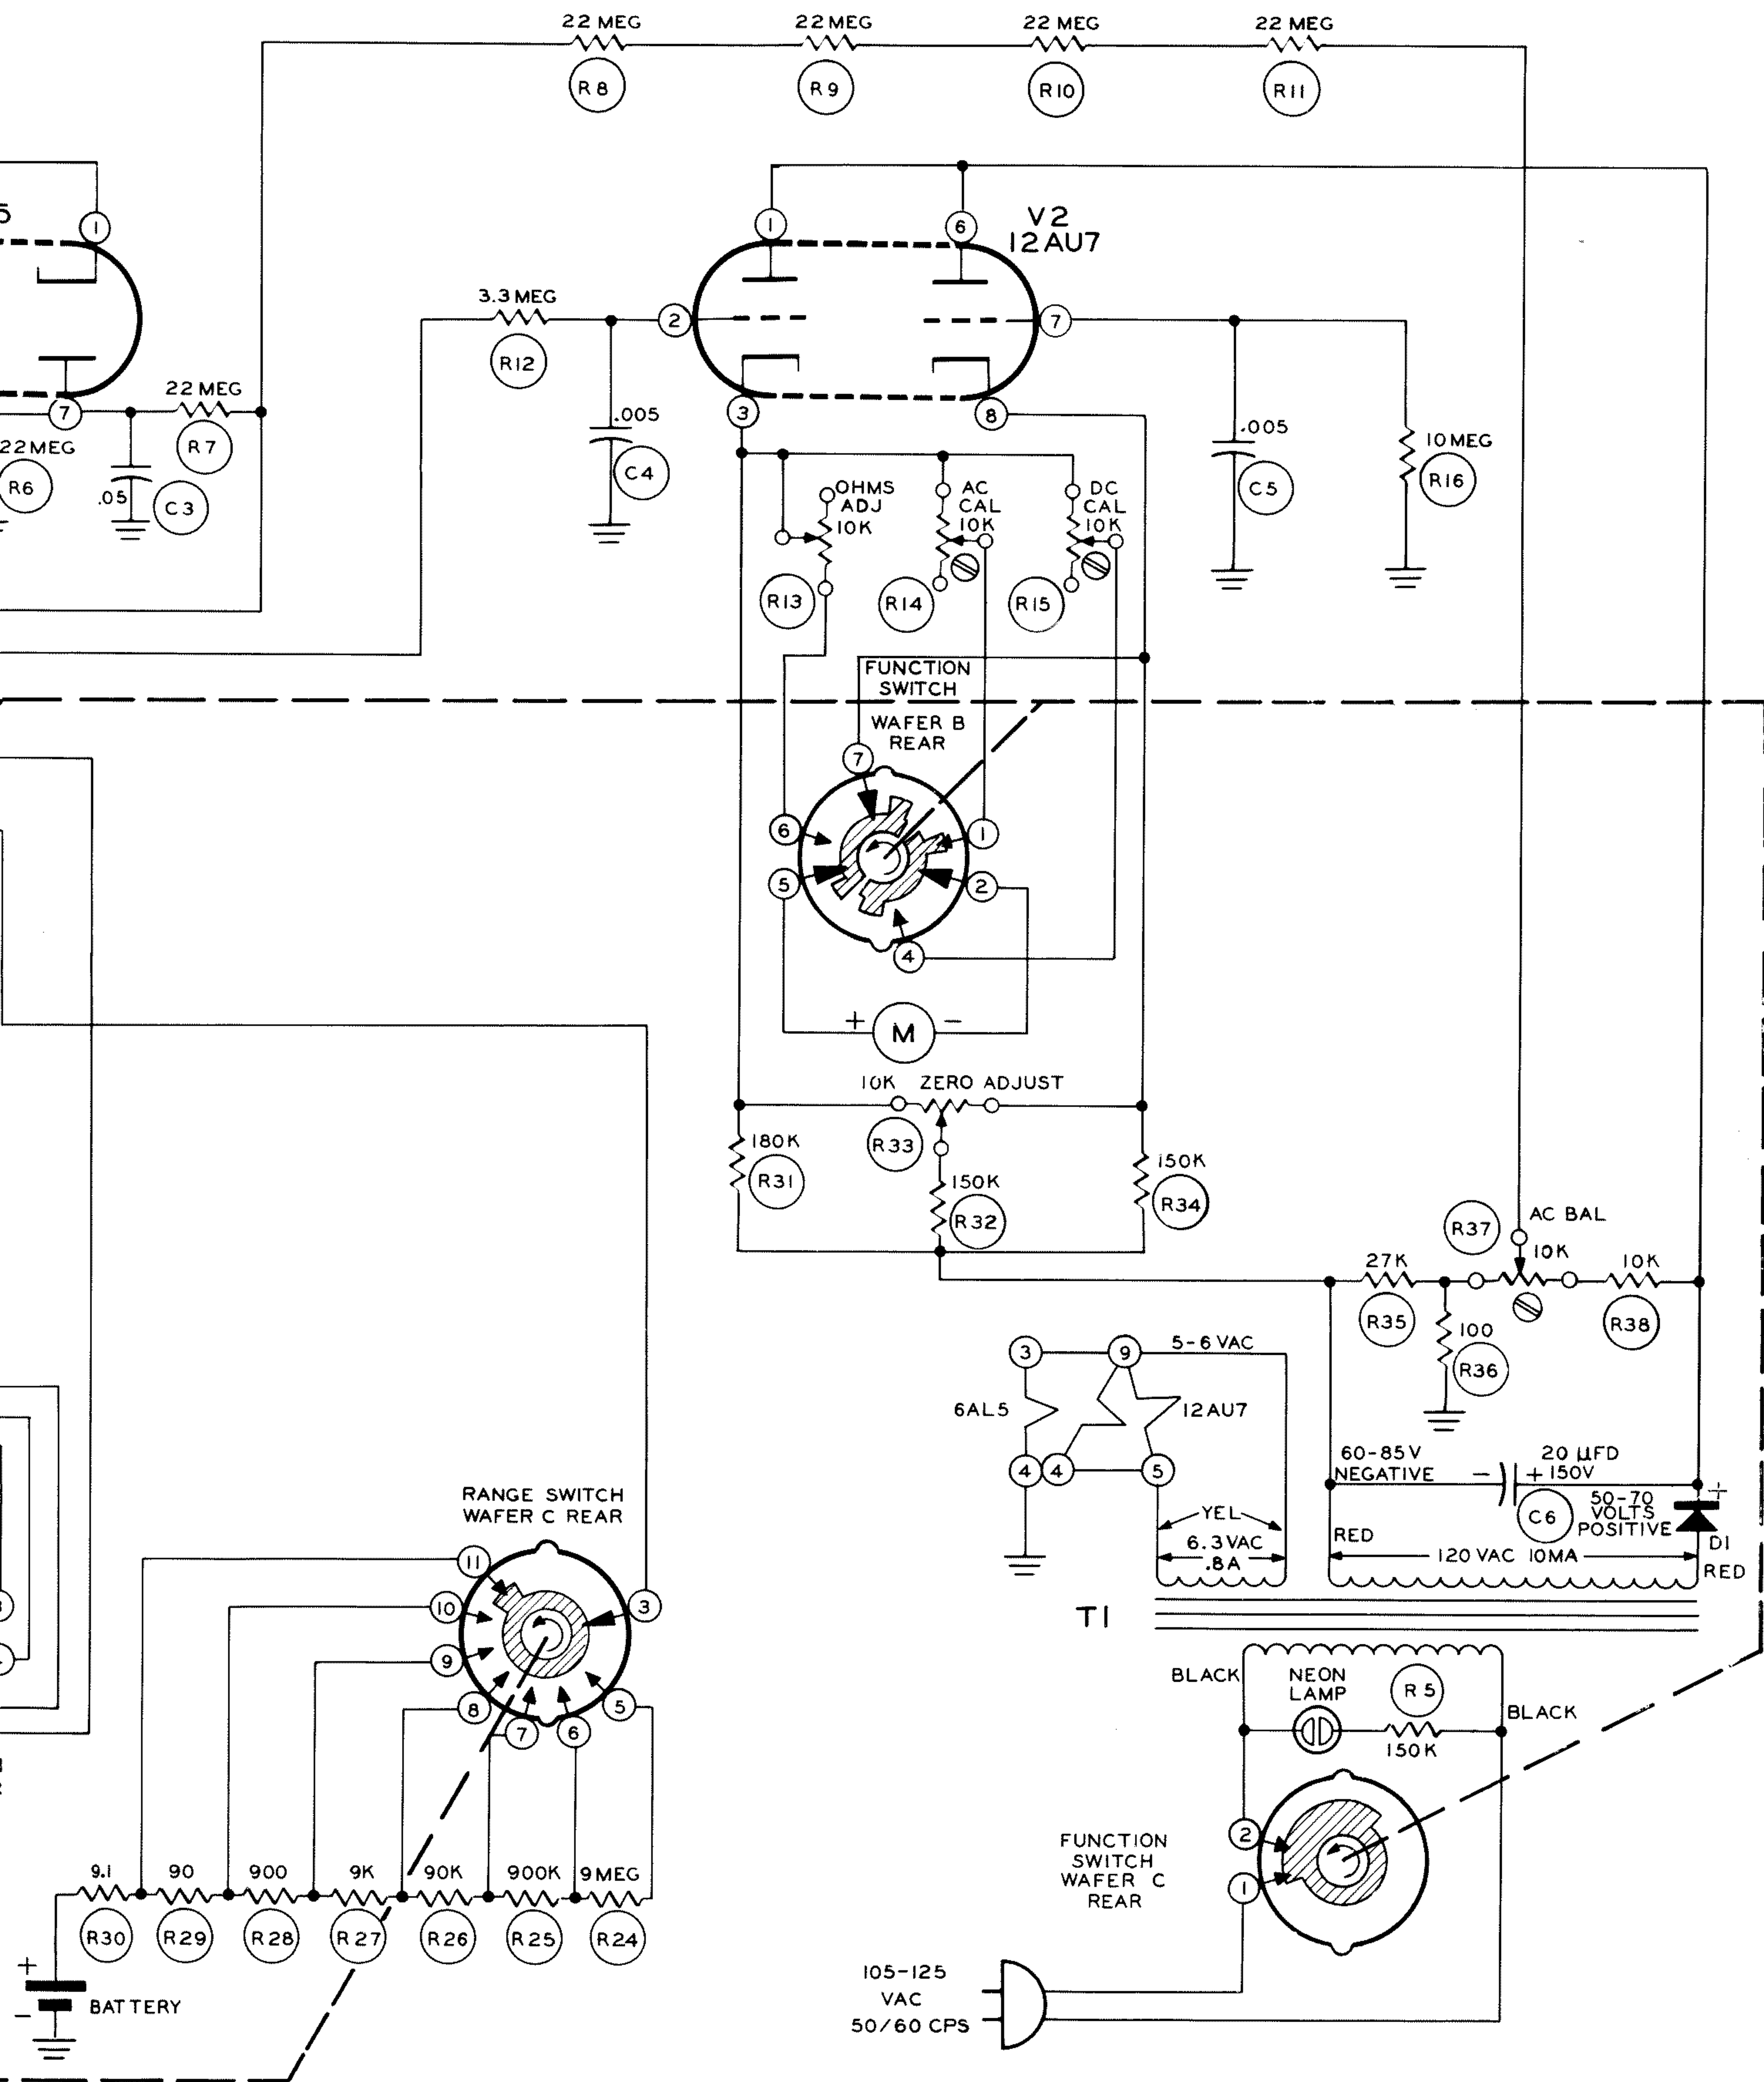 22 MEG
22 MEG
22 MEG
22 MEG
R8
R9
R10
R11
5
1
1
6
V2
12AU7
3.3 MEG
2
7
R12
22 MEG
7
3
8
R7
.005
.005
10 MEG
22 MEG
R6
.05
C3
C4
C5
R16
OHMS
ADJ
10K
AC
CAL
10K
DC
CAL
10K
R13
R14
R15
FUNCTION
SWITCH
WAFER B
REAR
7
6
1
5
2
4
+
M
-
10K
ZERO ADJUST
R33
180K
R31
150K
R32
150K
R34
R37
AC BAL
10K
27K
R35
100
R36
10K
R38
3
9
5-6 VAC
6AL5
12AU7
4
4
5
60-85V
NEGATIVE
-
+
20 µFD
150V
C6
50-70
VOLTS
POSITIVE
+
D1
YEL
6.3 VAC
.8A
RED
120 VAC 10MA
RED
T1
RANGE SWITCH
WAFER C REAR
11
10
9
8
7
6
5
3
BLACK
NEON
LAMP
R5
150K
BLACK
2
1
FUNCTION
SWITCH
WAFER C
REAR
9.1
90
900
9K
90K
900K
9 MEG
R30
R29
R28
R27
R26
R25
R24
+
-
BATTERY
105-125
VAC
50/60 CPS